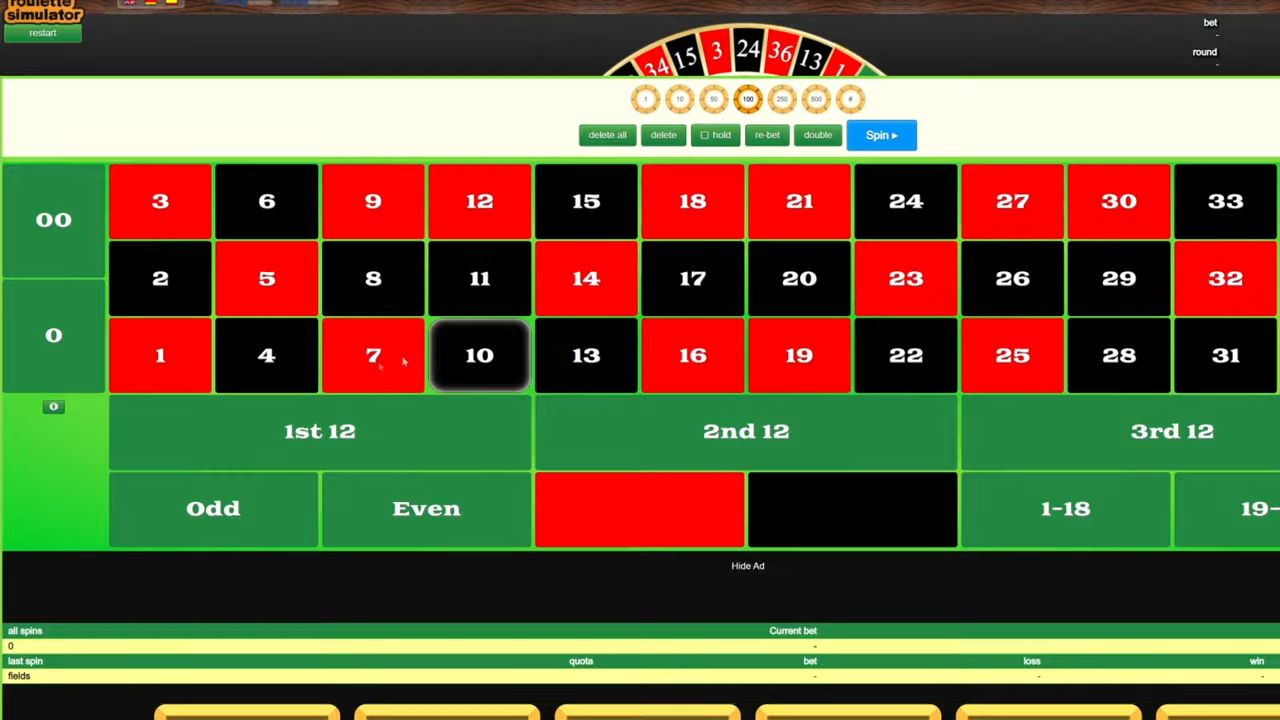 roulette
simulator
restart
bet
-
round
-
34 15 3 24 36 13 1
1 10 50 100 250 500 #
delete all delete hold re-bet double Spin ▸
00 3 6 9 12 15 18 21 24 27 30 33
2 5 8 11 14 17 20 23 26 29 32
0 1 4 7 10 13 16 19 22 25 28 31
0
1st 12 2nd 12 3rd 12
Odd Even 1-18 19-
Hide Ad
all spins Current bet
0 -
last spin quota bet loss win
fields - - -